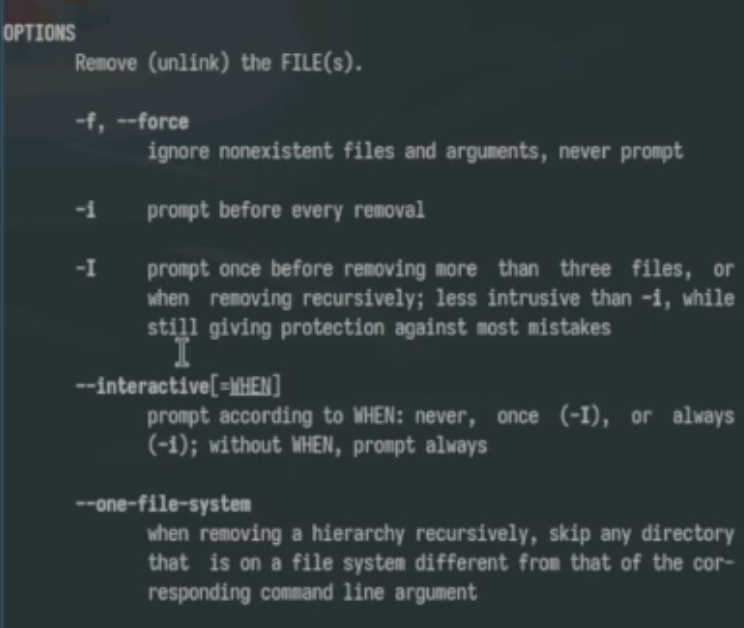 OPTIONS
Remove (unlink) the FILE(s).
-f, --force
ignore nonexistent files and arguments, never prompt
-i prompt before every removal
-I prompt once before removing more than three files, or
when removing recursively; less intrusive than -i, while
still giving protection against most mistakes
--interactive[=WHEN]
prompt according to WHEN: never, once (-I), or always
(-i); without WHEN, prompt always
--one-file-system
when removing a hierarchy recursively, skip any directory
that is on a file system different from that of the cor-
responding command line argument